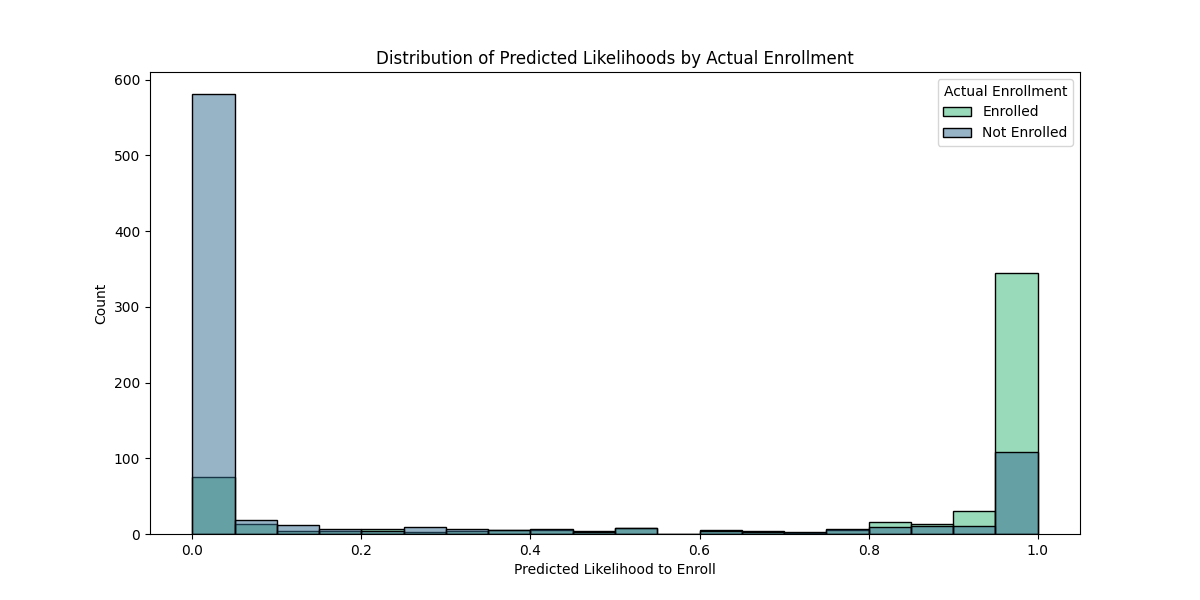 Distribution of Predicted Likelihoods by Actual Enrollment
Actual Enrollment
Enrolled
Not Enrolled
600
500
400
300
200
100
0
Count
0.0 0.2 0.4 0.6 0.8 1.0
Predicted Likelihood to Enroll